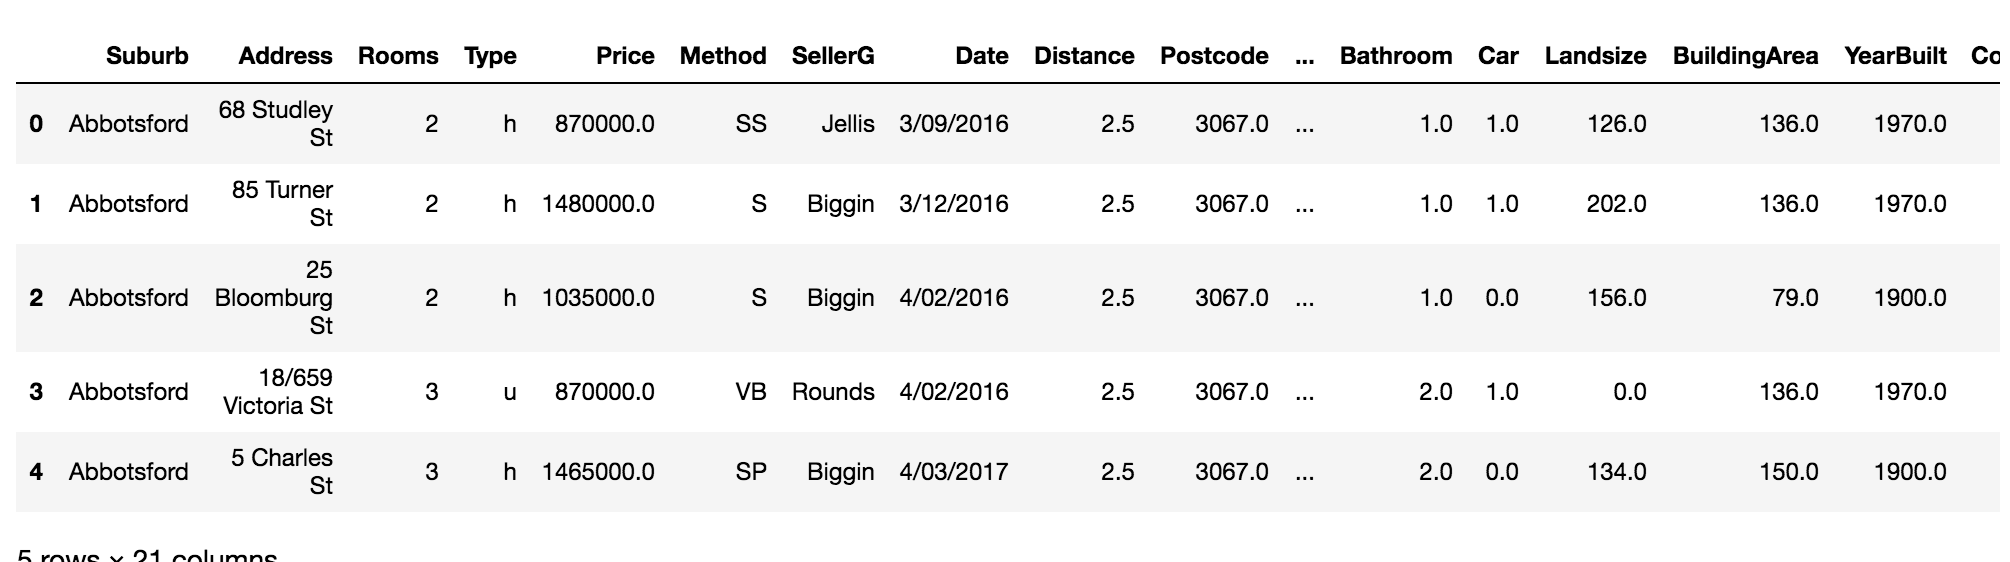 Suburb Address Rooms Type Price Method SellerG Date Distance Postcode ... Bathroom Car Landsize BuildingArea YearBuilt Co
0 Abbotsford 68 Studley St 2 h 870000.0 SS Jellis 3/09/2016 2.5 3067.0 ... 1.0 1.0 126.0 136.0 1970.0
1 Abbotsford 85 Turner St 2 h 1480000.0 S Biggin 3/12/2016 2.5 3067.0 ... 1.0 1.0 202.0 136.0 1970.0
2 Abbotsford 25 Bloomburg St 2 h 1035000.0 S Biggin 4/02/2016 2.5 3067.0 ... 1.0 0.0 156.0 79.0 1900.0
3 Abbotsford 18/659 Victoria St 3 u 870000.0 VB Rounds 4/02/2016 2.5 3067.0 ... 2.0 1.0 0.0 136.0 1970.0
4 Abbotsford 5 Charles St 3 h 1465000.0 SP Biggin 4/03/2017 2.5 3067.0 ... 2.0 0.0 134.0 150.0 1900.0
5 rows × 21 columns